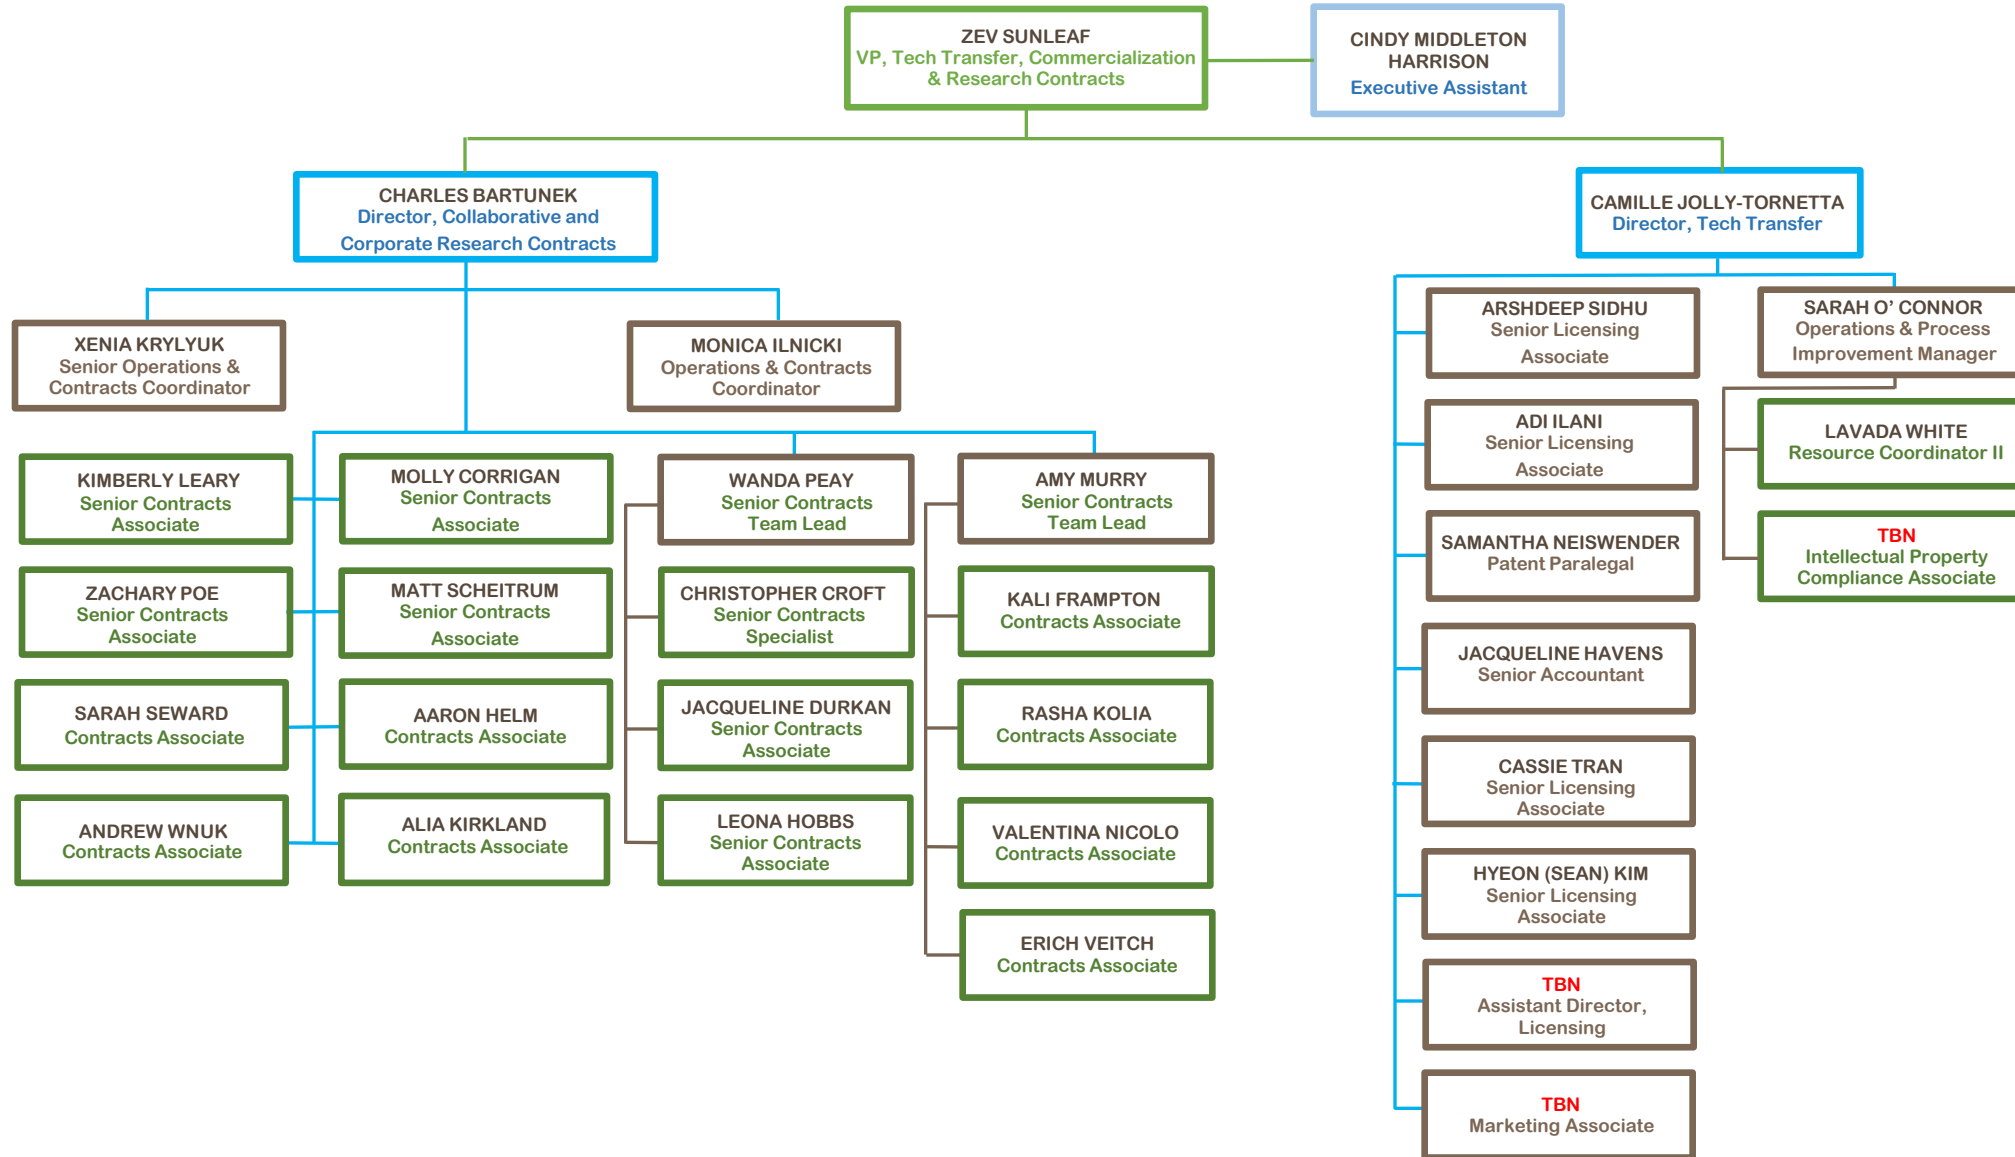 ZEV SUNLEAF
VP, Tech Transfer, Commercialization
& Research Contracts
CINDY MIDDLETON
HARRISON
Executive Assistant
CHARLES BARTUNEK
Director, Collaborative and
Corporate Research Contracts
CAMILLE JOLLY-TORNETTA
Director, Tech Transfer
XENIA KRYLYUK
Senior Operations &
Contracts Coordinator
MONICA ILNICKI
Operations & Contracts
Coordinator
KIMBERLY LEARY
Senior Contracts
Associate
ZACHARY POE
Senior Contracts
Associate
SARAH SEWARD
Contracts Associate
ANDREW WNUK
Contracts Associate
MOLLY CORRIGAN
Senior Contracts
Associate
MATT SCHEITRUM
Senior Contracts
Associate
AARON HELM
Contracts Associate
ALIA KIRKLAND
Contracts Associate
WANDA PEAY
Senior Contracts
Team Lead
CHRISTOPHER CROFT
Senior Contracts
Specialist
JACQUELINE DURKAN
Senior Contracts
Associate
LEONA HOBBS
Senior Contracts
Associate
AMY MURRY
Senior Contracts
Team Lead
KALI FRAMPTON
Contracts Associate
RASHA KOLIA
Contracts Associate
VALENTINA NICOLO
Contracts Associate
ERICH VEITCH
Contracts Associate
ARSHDEEP SIDHU
Senior Licensing
Associate
ADI ILANI
Senior Licensing
Associate
SAMANTHA NEISWENDER
Patent Paralegal
JACQUELINE HAVENS
Senior Accountant
CASSIE TRAN
Senior Licensing
Associate
HYEON (SEAN) KIM
Senior Licensing
Associate
TBN
Assistant Director,
Licensing
TBN
Marketing Associate
SARAH O’ CONNOR
Operations & Process
Improvement Manager
LAVADA WHITE
Resource Coordinator II
TBN
Intellectual Property
Compliance Associate